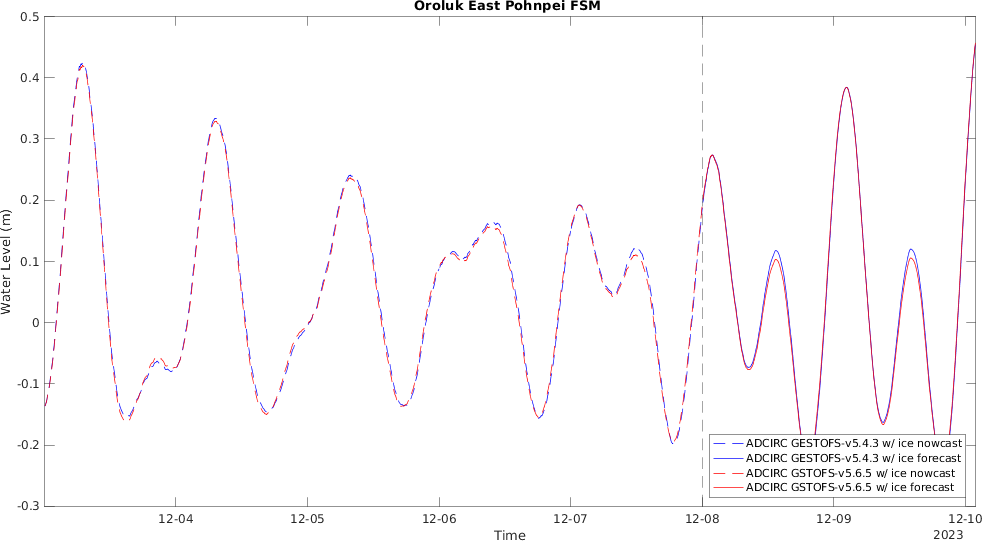 Oroluk East Pohnpei FSM
0.5
0.4
0.3
0.2
0.1
0
-0.1
-0.2
-0.3
Water Level (m)
12-04
12-05
12-06
12-07
12-08
12-09
12-10
Time
2023
ADCIRC GESTOFS-v5.4.3 w/ ice nowcast
ADCIRC GESTOFS-v5.4.3 w/ ice forecast
ADCIRC GSTOFS-v5.6.5 w/ ice nowcast
ADCIRC GSTOFS-v5.6.5 w/ ice forecast